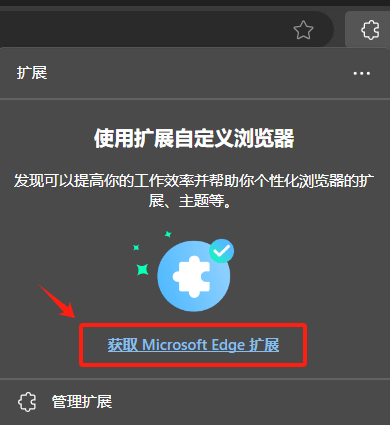 扩展
使用扩展自定义浏览器
发现可以提高你的工作效率并帮助你个性化浏览器的扩
展、主题等。
获取 Microsoft Edge 扩展
管理扩展